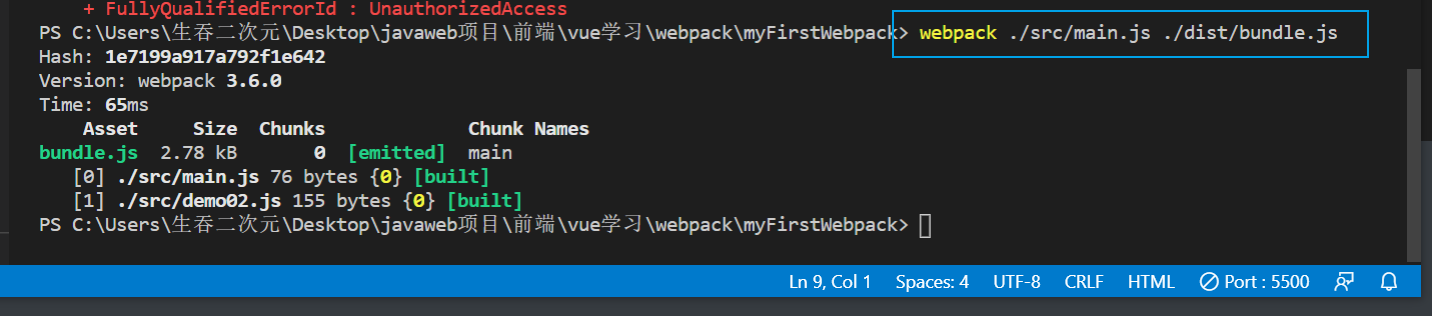 + FullyQualifiedErrorId : UnauthorizedAccess
PS C:\Users\生吞二次元\Desktop\javaweb项目\前端\vue学习\webpack\myFirstWebpack> webpack ./src/main.js ./dist/bundle.js
Hash: 1e7199a917a792f1e642
Version: webpack 3.6.0
Time: 65ms
Asset Size Chunks Chunk Names
bundle.js 2.78 kB 0 [emitted] main
[0] ./src/main.js 76 bytes {0} [built]
[1] ./src/demo02.js 155 bytes {0} [built]
PS C:\Users\生吞二次元\Desktop\javaweb项目\前端\vue学习\webpack\myFirstWebpack>
Ln 9, Col 1 Spaces: 4 UTF-8 CRLF HTML Port : 5500